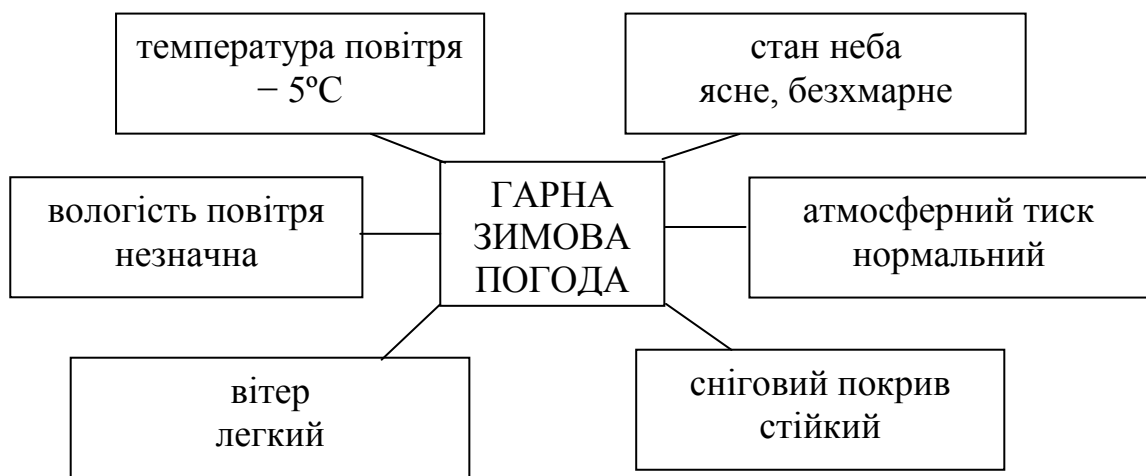 температура повітря
− 5ºС
стан неба
ясне, безхмарне
вологість повітря
незначна
ГАРНА
ЗИМОВА
ПОГОДА
атмосферний тиск
нормальний
вітер
легкий
сніговий покрив
стійкий